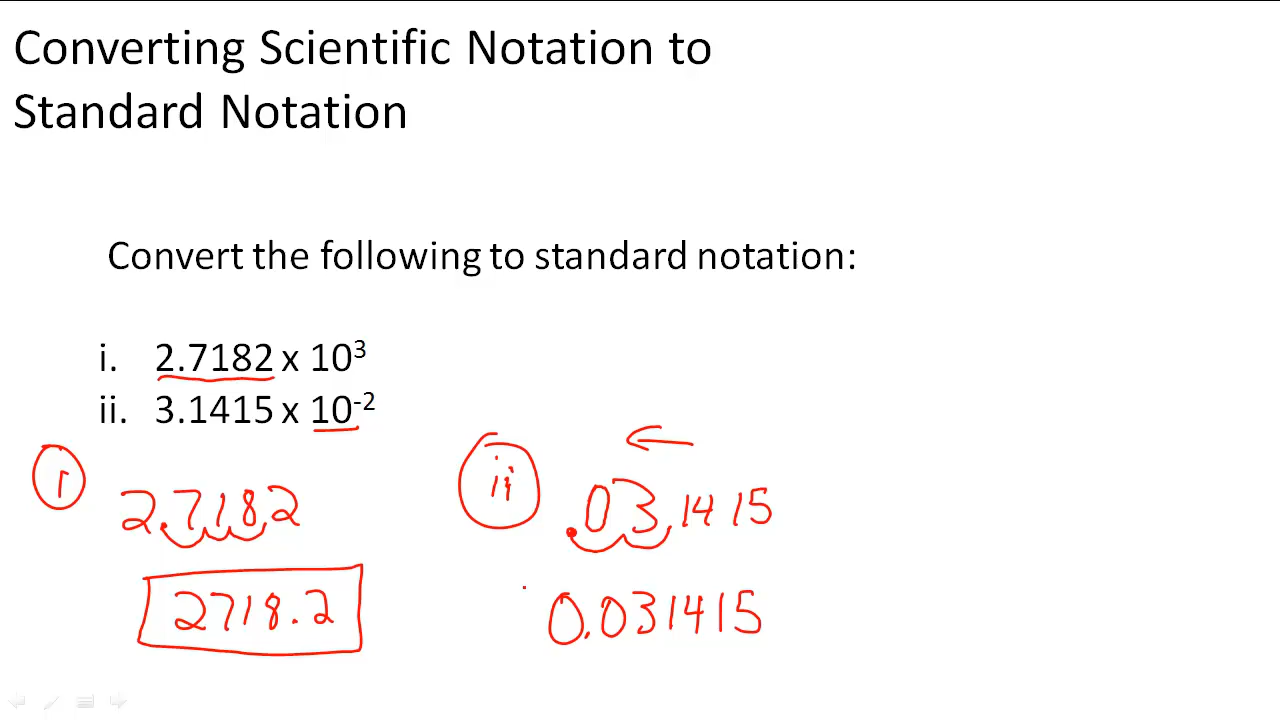 Converting Scientific Notation to
Standard Notation
Convert the following to standard notation:
i. 2.7182 x 10³
ii. 3.1415 x 10⁻²
i
2.7182
2718.2
ii
.03.1415
0.031415